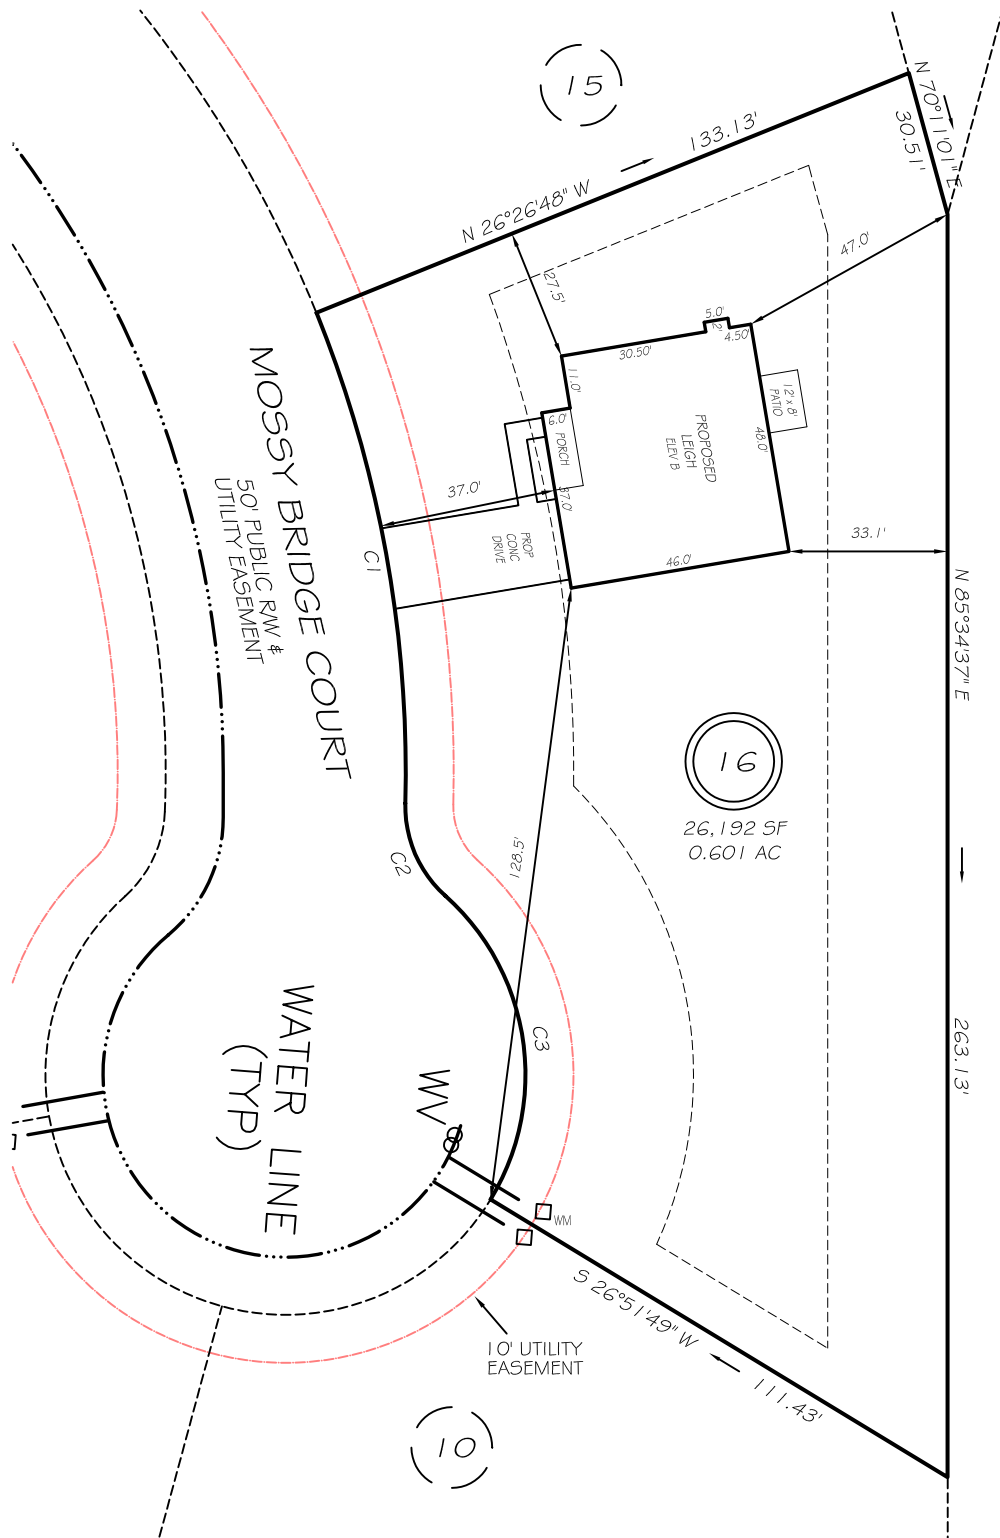 15
N 70°11'01" E
30.51'
133.13'
N 26°26'48" W
47.0'
27.5'
5.0'
2'
4.50'
30.50'
11.0'
12' x 8'
PATIO
6.0'
PORCH
PROPOSED
LEIGH
ELEV B
48.0'
37.0'
37.0'
PROP
CONC
DRIVE
46.0'
33.1'
MOSSY BRIDGE COURT
50' PUBLIC R/W &
UTILITY EASEMENT
C1
N 85°34'37" E
16
26,192 SF
0.601 AC
C2
128.5'
263.13'
C3
WATER LINE
(TYP)
WV
WM
S 26°51'49" W
111.43'
10' UTILITY
EASEMENT
10